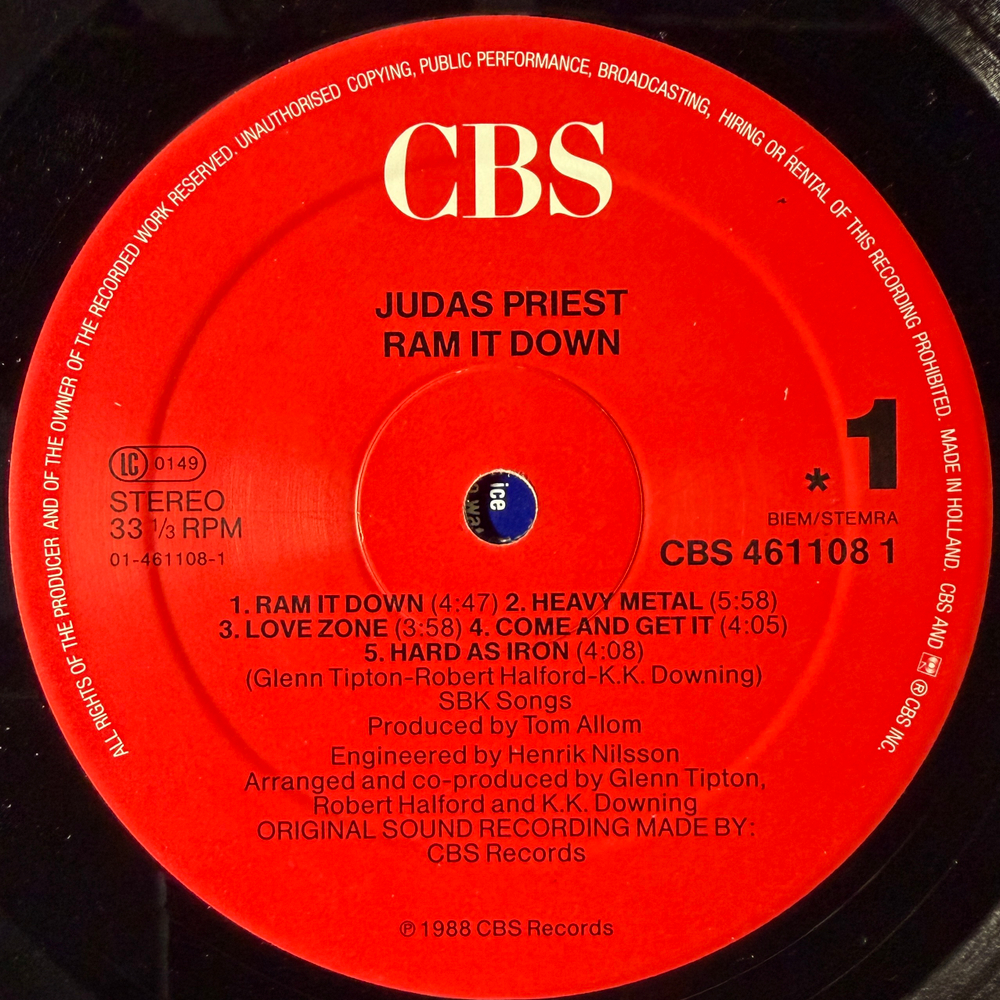 ALL RIGHTS OF THE PRODUCER AND OF THE OWNER OF THE RECORDED WORK RESERVED. UNAUTHORISED COPYING, PUBLIC PERFORMANCE, BROADCASTING, HIRING OR RENTAL OF THIS RECORDING PROHIBITED. MADE IN HOLLAND. CBS AND ® CBS INC.
CBS
JUDAS PRIEST
RAM IT DOWN
1
*
LC 0149
STEREO
33 1/3 RPM
01-461108-1
BIEM/STEMRA
CBS 461108 1
ice
1. RAM IT DOWN (4:47) 2. HEAVY METAL (5:58)
3. LOVE ZONE (3:58) 4. COME AND GET IT (4:05)
5. HARD AS IRON (4:08)
(Glenn Tipton-Robert Halford-K.K. Downing)
SBK Songs
Produced by Tom Allom
Engineered by Henrik Nilsson
Arranged and co-produced by Glenn Tipton,
Robert Halford and K.K. Downing
ORIGINAL SOUND RECORDING MADE BY:
CBS Records
℗ 1988 CBS Records